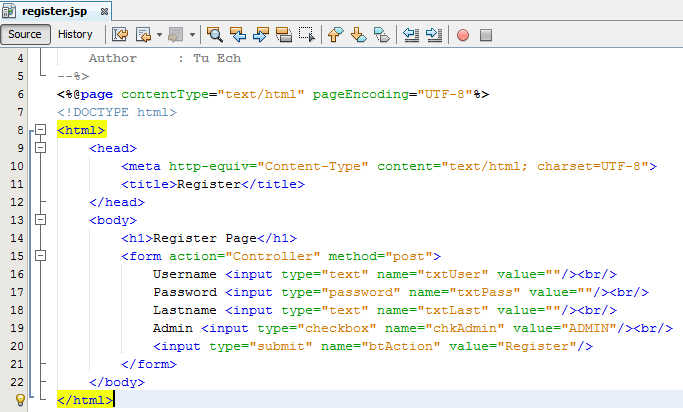 register.jsp
Source History
4 Author : Tu Ech
5 --%>
6 <%@page contentType="text/html" pageEncoding="UTF-8"%>
7 <!DOCTYPE html>
8 <html>
9 <head>
10 <meta http-equiv="Content-Type" content="text/html; charset=UTF-8">
11 <title>Register</title>
12 </head>
13 <body>
14 <h1>Register Page</h1>
15 <form action="Controller" method="post">
16 Username <input type="text" name="txtUser" value=""/><br/>
17 Password <input type="password" name="txtPass" value=""/><br/>
18 Lastname <input type="text" name="txtLast" value=""/><br/>
19 Admin <input type="checkbox" name="chkAdmin" value="ADMIN"/><br/>
20 <input type="submit" name="btAction" value="Register"/>
21 </form>
22 </body>
</html>